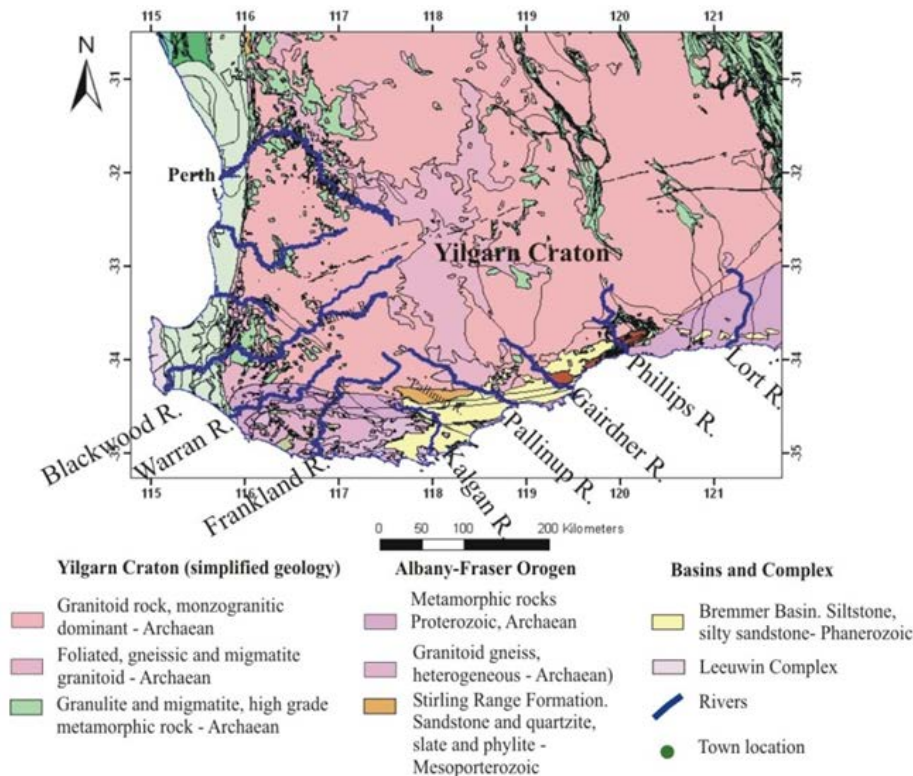 115 116 117 118 119 120 121
N
-31 -31
-32 -32
Perth
Yilgarn Craton
-33 -33
-34 -34
Pallinup R.
-35 -35
Blackwood R.
Warran R.
Frankland R.
Kalgan R.
Pallinup R.
Gairdner R.
Phillips R.
Lort R.
115 116 117 118 119 120 121
0 50 100 200 Kilometers
Yilgarn Craton (simplified geology)
Granitoid rock, monzogranitic
dominant - Archaean
Foliated, gneissic and migmatite
granitoid - Archaean
Granulite and migmatite, high grade
metamorphic rock - Archaean
Albany-Fraser Orogen
Metamorphic rocks
Proterozoic, Archaean
Granitoid gneiss,
heterogeneous - Archaean)
Stirling Range Formation.
Sandstone and quartzite,
slate and phylite -
Mesoporterozoic
Basins and Complex
Bremmer Basin. Siltstone,
silty sandstone- Phanerozoic
Leeuwin Complex
Rivers
Town location